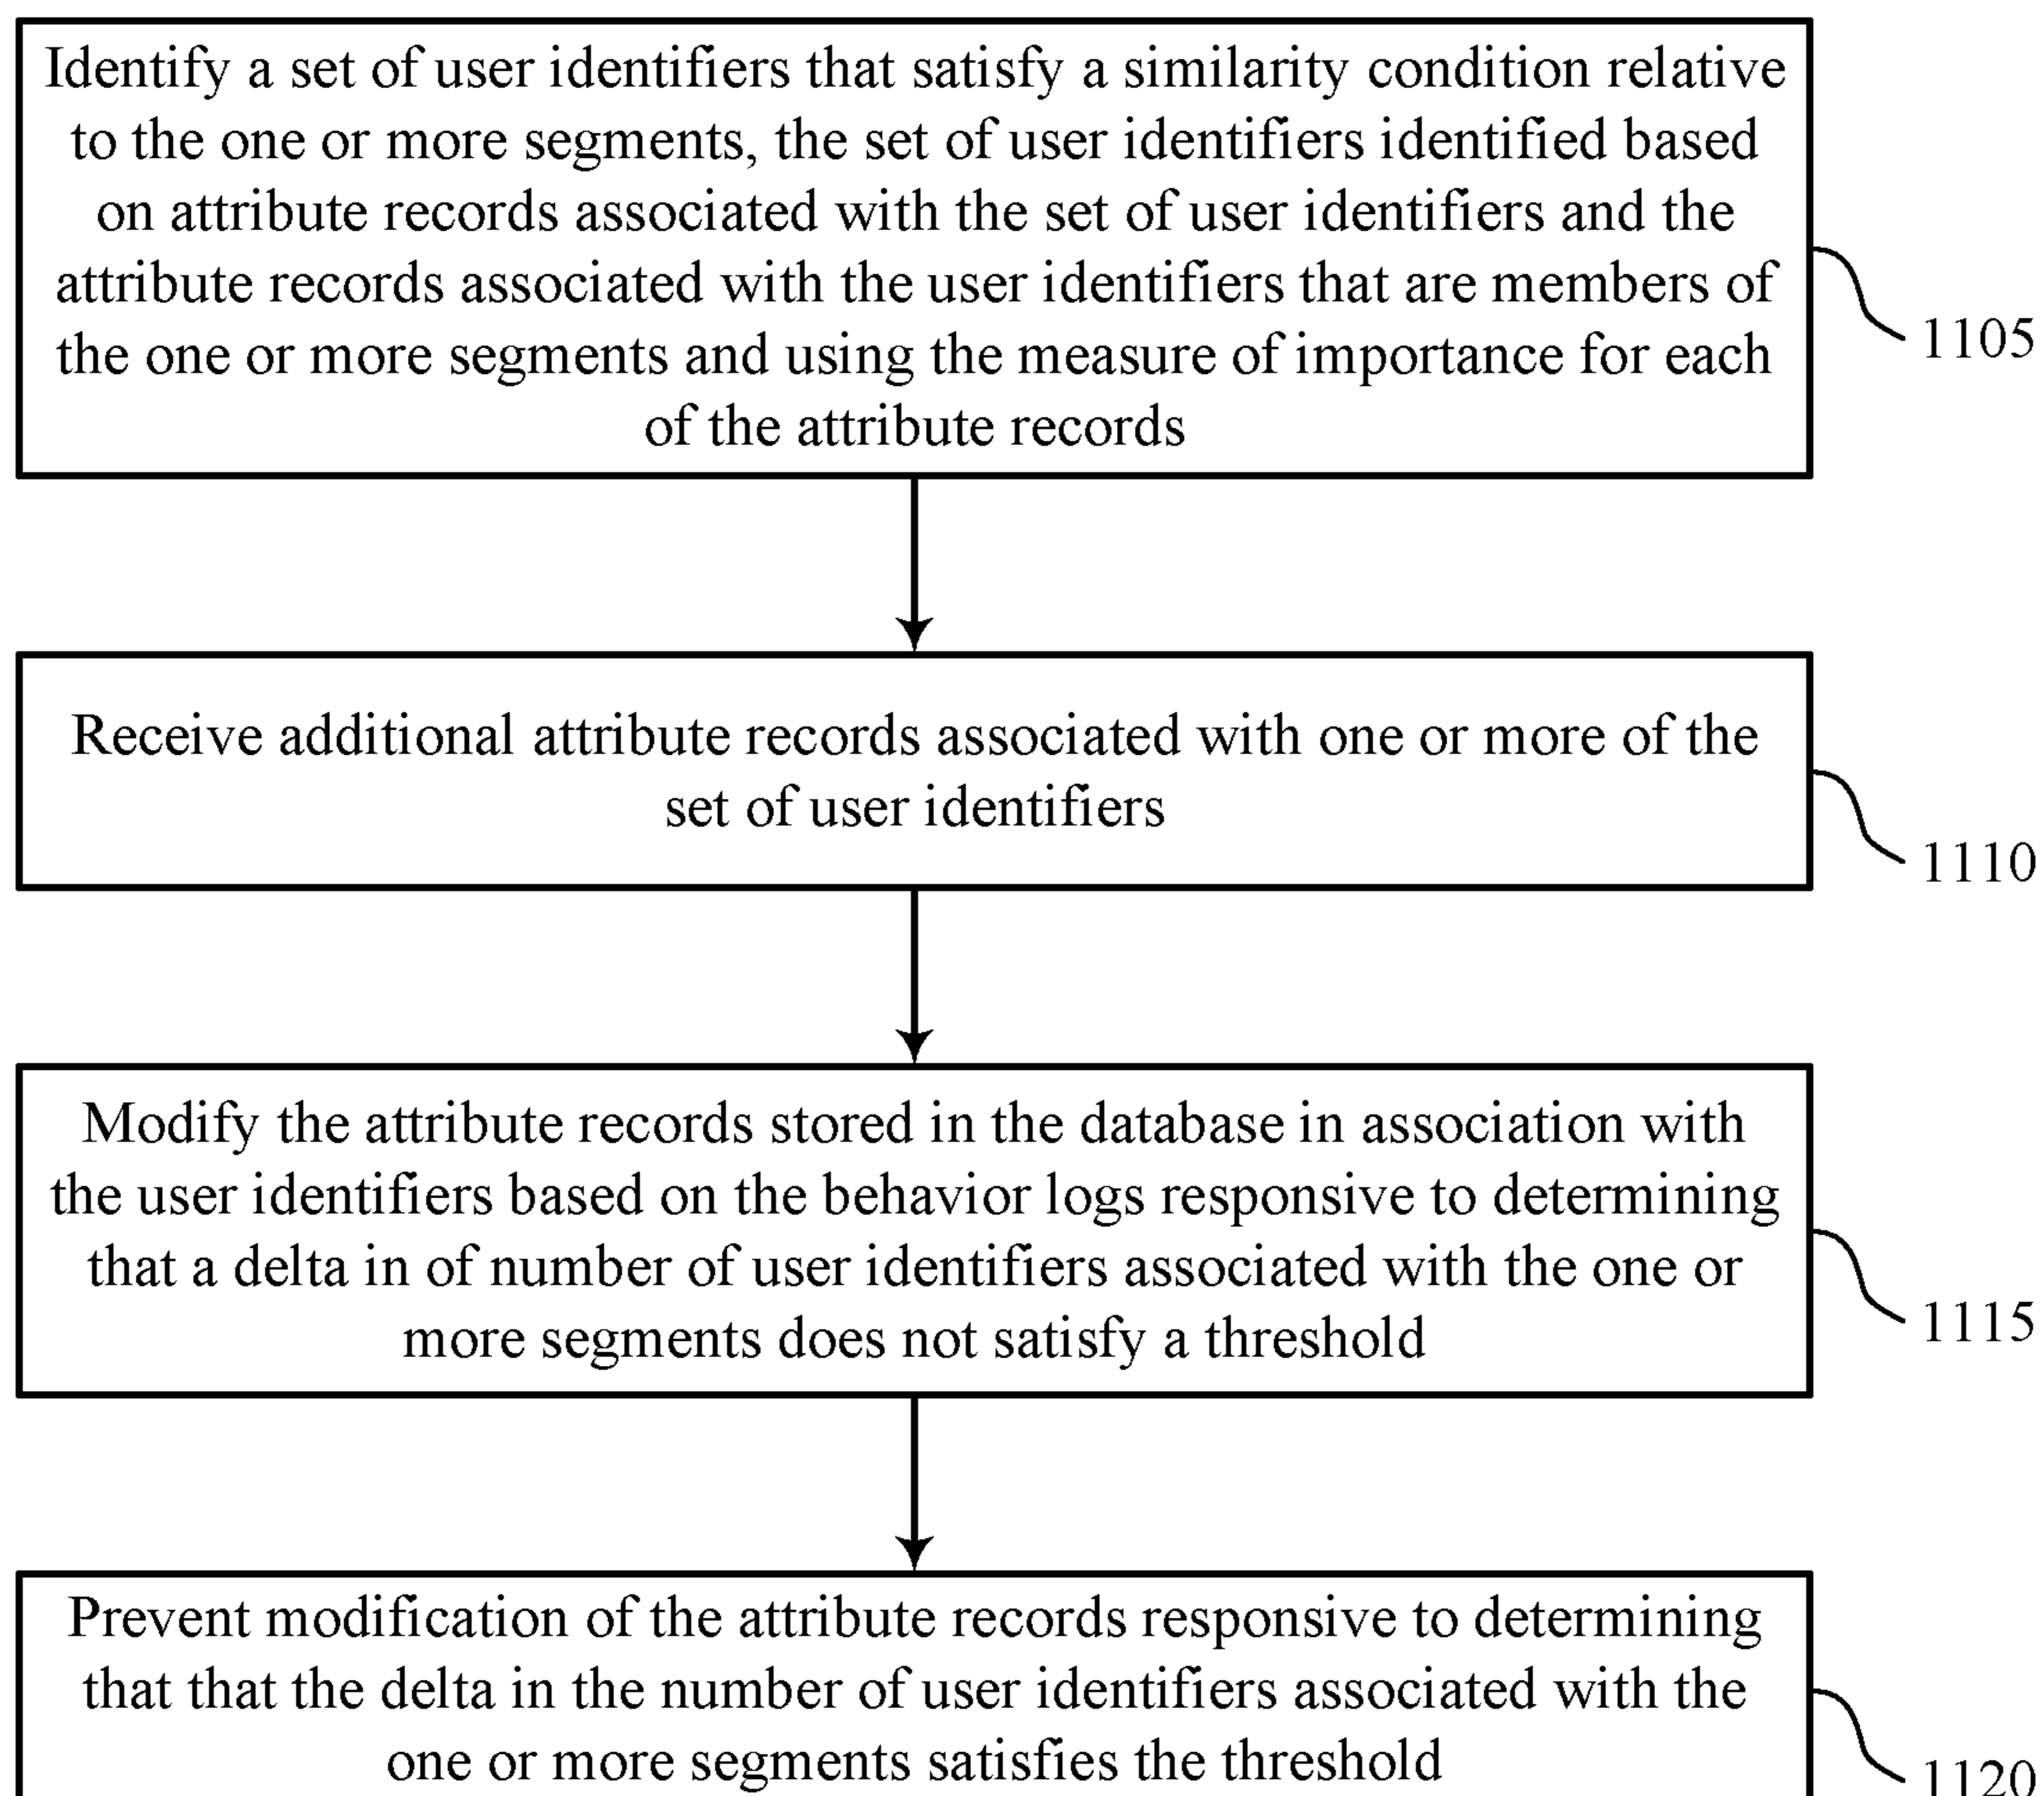 Identify a set of user identifiers that satisfy a similarity condition relative
to the one or more segments, the set of user identifiers identified based
on attribute records associated with the set of user identifiers and the
attribute records associated with the user identifiers that are members of
the one or more segments and using the measure of importance for each
of the attribute records
1105
Receive additional attribute records associated with one or more of the
set of user identifiers
1110
Modify the attribute records stored in the database in association with
the user identifiers based on the behavior logs responsive to determining
that a delta in of number of user identifiers associated with the one or
more segments does not satisfy a threshold
1115
Prevent modification of the attribute records responsive to determining
that that the delta in the number of user identifiers associated with the
one or more segments satisfies the threshold
1120